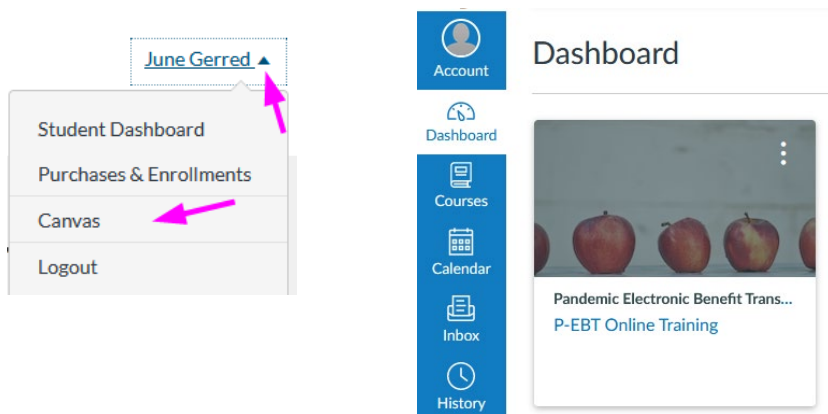 June Gerred
Student Dashboard
Purchases & Enrollments
Canvas
Logout
Account
Dashboard
Courses
Calendar
Inbox
History
Dashboard
Pandemic Electronic Benefit Trans...
P-EBT Online Training